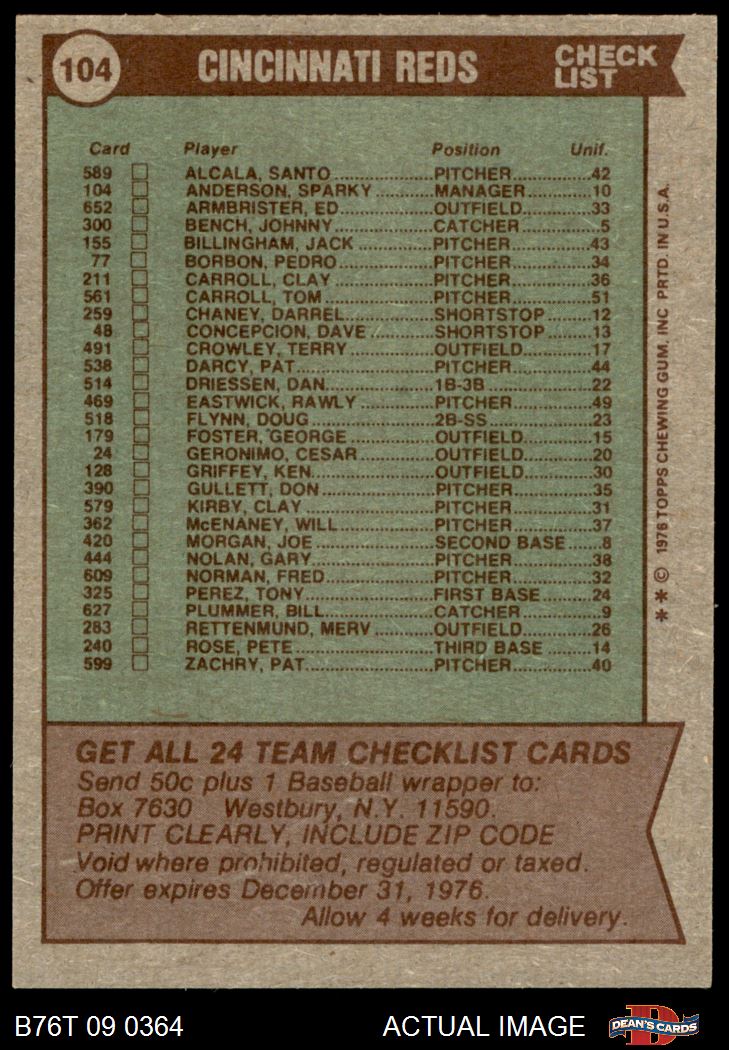 104 CINCINNATI REDS CHECK LIST
Card Player Position Unif.
589 ALCALA, SANTO PITCHER 42
104 ANDERSON, SPARKY MANAGER 10
652 ARMBRISTER, ED OUTFIELD 33
300 BENCH, JOHNNY CATCHER 5
155 BILLINGHAM, JACK PITCHER 43
77 BORBON, PEDRO PITCHER 34
211 CARROLL, CLAY PITCHER 36
561 CARROLL, TOM PITCHER 51
259 CHANEY, DARREL SHORTSTOP 12
48 CONCEPCION, DAVE SHORTSTOP 13
491 CROWLEY, TERRY OUTFIELD 17
538 DARCY, PAT PITCHER 44
514 DRIESSEN, DAN 1B-3B 22
469 EASTWICK, RAWLY PITCHER 49
518 FLYNN, DOUG 2B-SS 23
179 FOSTER, GEORGE OUTFIELD 15
24 GERONIMO, CESAR OUTFIELD 20
128 GRIFFEY, KEN OUTFIELD 30
390 GULLETT, DON PITCHER 35
579 KIRBY, CLAY PITCHER 31
362 McENANEY, WILL PITCHER 37
420 MORGAN, JOE SECOND BASE 8
444 NOLAN, GARY PITCHER 38
609 NORMAN, FRED PITCHER 32
325 PEREZ, TONY FIRST BASE 24
627 PLUMMER, BILL CATCHER 9
283 RETTENMUND, MERV OUTFIELD 26
240 ROSE, PETE THIRD BASE 14
599 ZACHRY, PAT PITCHER 40
* * © 1976 TOPPS CHEWING GUM, INC PRTD. IN U.S.A.
GET ALL 24 TEAM CHECKLIST CARDS
Send 50c plus 1 Baseball wrapper to:
Box 7630 Westbury, N.Y. 11590.
PRINT CLEARLY, INCLUDE ZIP CODE
Void where prohibited, regulated or taxed.
Offer expires December 31, 1976.
Allow 4 weeks for delivery.
B76T 09 0364 ACTUAL IMAGE DEAN'S CARDS